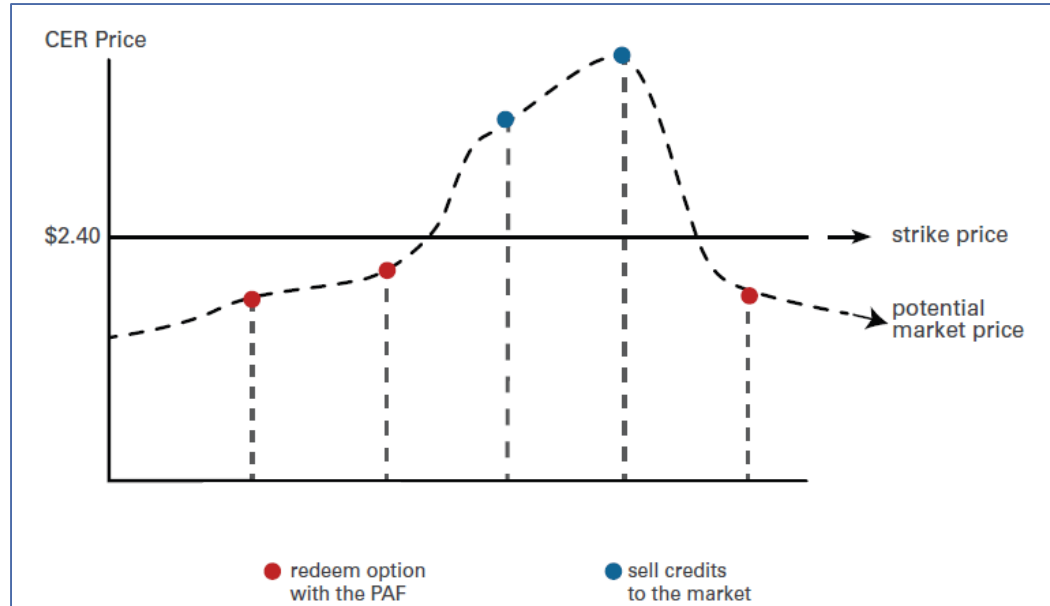 CER Price
$2.40
strike price
potential
market price
redeem option
with the PAF
sell credits
to the market